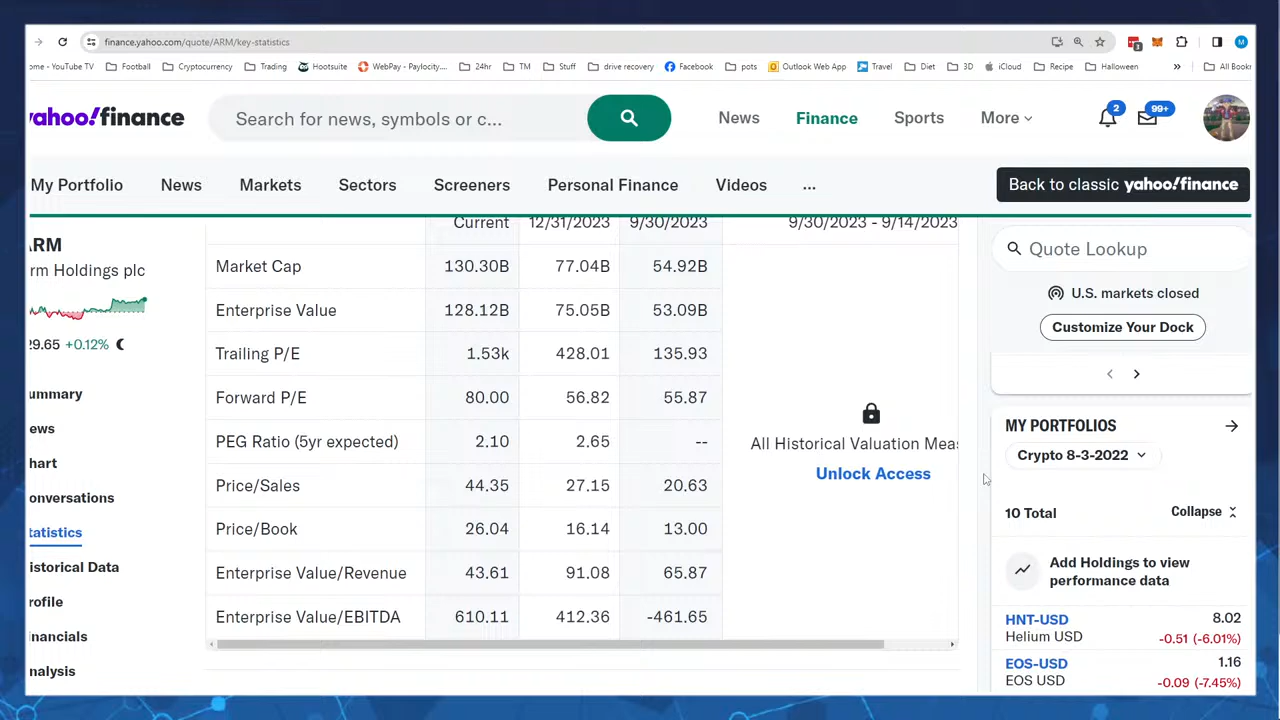 finance.yahoo.com/quote/ARM/key-statistics
ome - YouTube TV Football Cryptocurrency Trading Hootsuite WebPay - Paylocity.... 24hr TM Stuff drive recovery Facebook pots Outlook Web App Travel Diet 3D iCloud Recipe Halloween » All Book
yahoo!finance
Search for news, symbols or c...
News Finance Sports More
2 99+
My Portfolio News Markets Sectors Screeners Personal Finance Videos ...
Back to classic yahoo!finance
ARM
rm Holdings plc
29.65 +0.12%
ummary
ews
hart
onversations
tatistics
istorical Data
rofile
inancials
nalysis
Current 12/31/2023 9/30/2023 9/30/2023 - 9/14/2023
Market Cap 130.30B 77.04B 54.92B
Enterprise Value 128.12B 75.05B 53.09B
Trailing P/E 1.53k 428.01 135.93
Forward P/E 80.00 56.82 55.87
PEG Ratio (5yr expected) 2.10 2.65 --
Price/Sales 44.35 27.15 20.63
Price/Book 26.04 16.14 13.00
Enterprise Value/Revenue 43.61 91.08 65.87
Enterprise Value/EBITDA 610.11 412.36 -461.65
All Historical Valuation Meas
Unlock Access
Quote Lookup
U.S. markets closed
Customize Your Dock
MY PORTFOLIOS
Crypto 8-3-2022
10 Total Collapse
Add Holdings to view
performance data
HNT-USD 8.02
Helium USD -0.51 (-6.01%)
EOS-USD 1.16
EOS USD -0.09 (-7.45%)